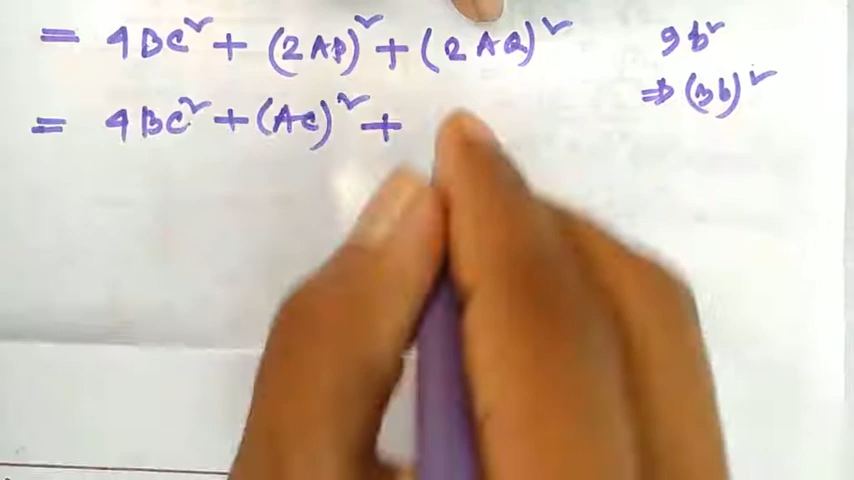 = 4BC² + (2AP)² + (2AQ)²
= 4BC² + (AC)² +
9b²
⇒ (3b)²